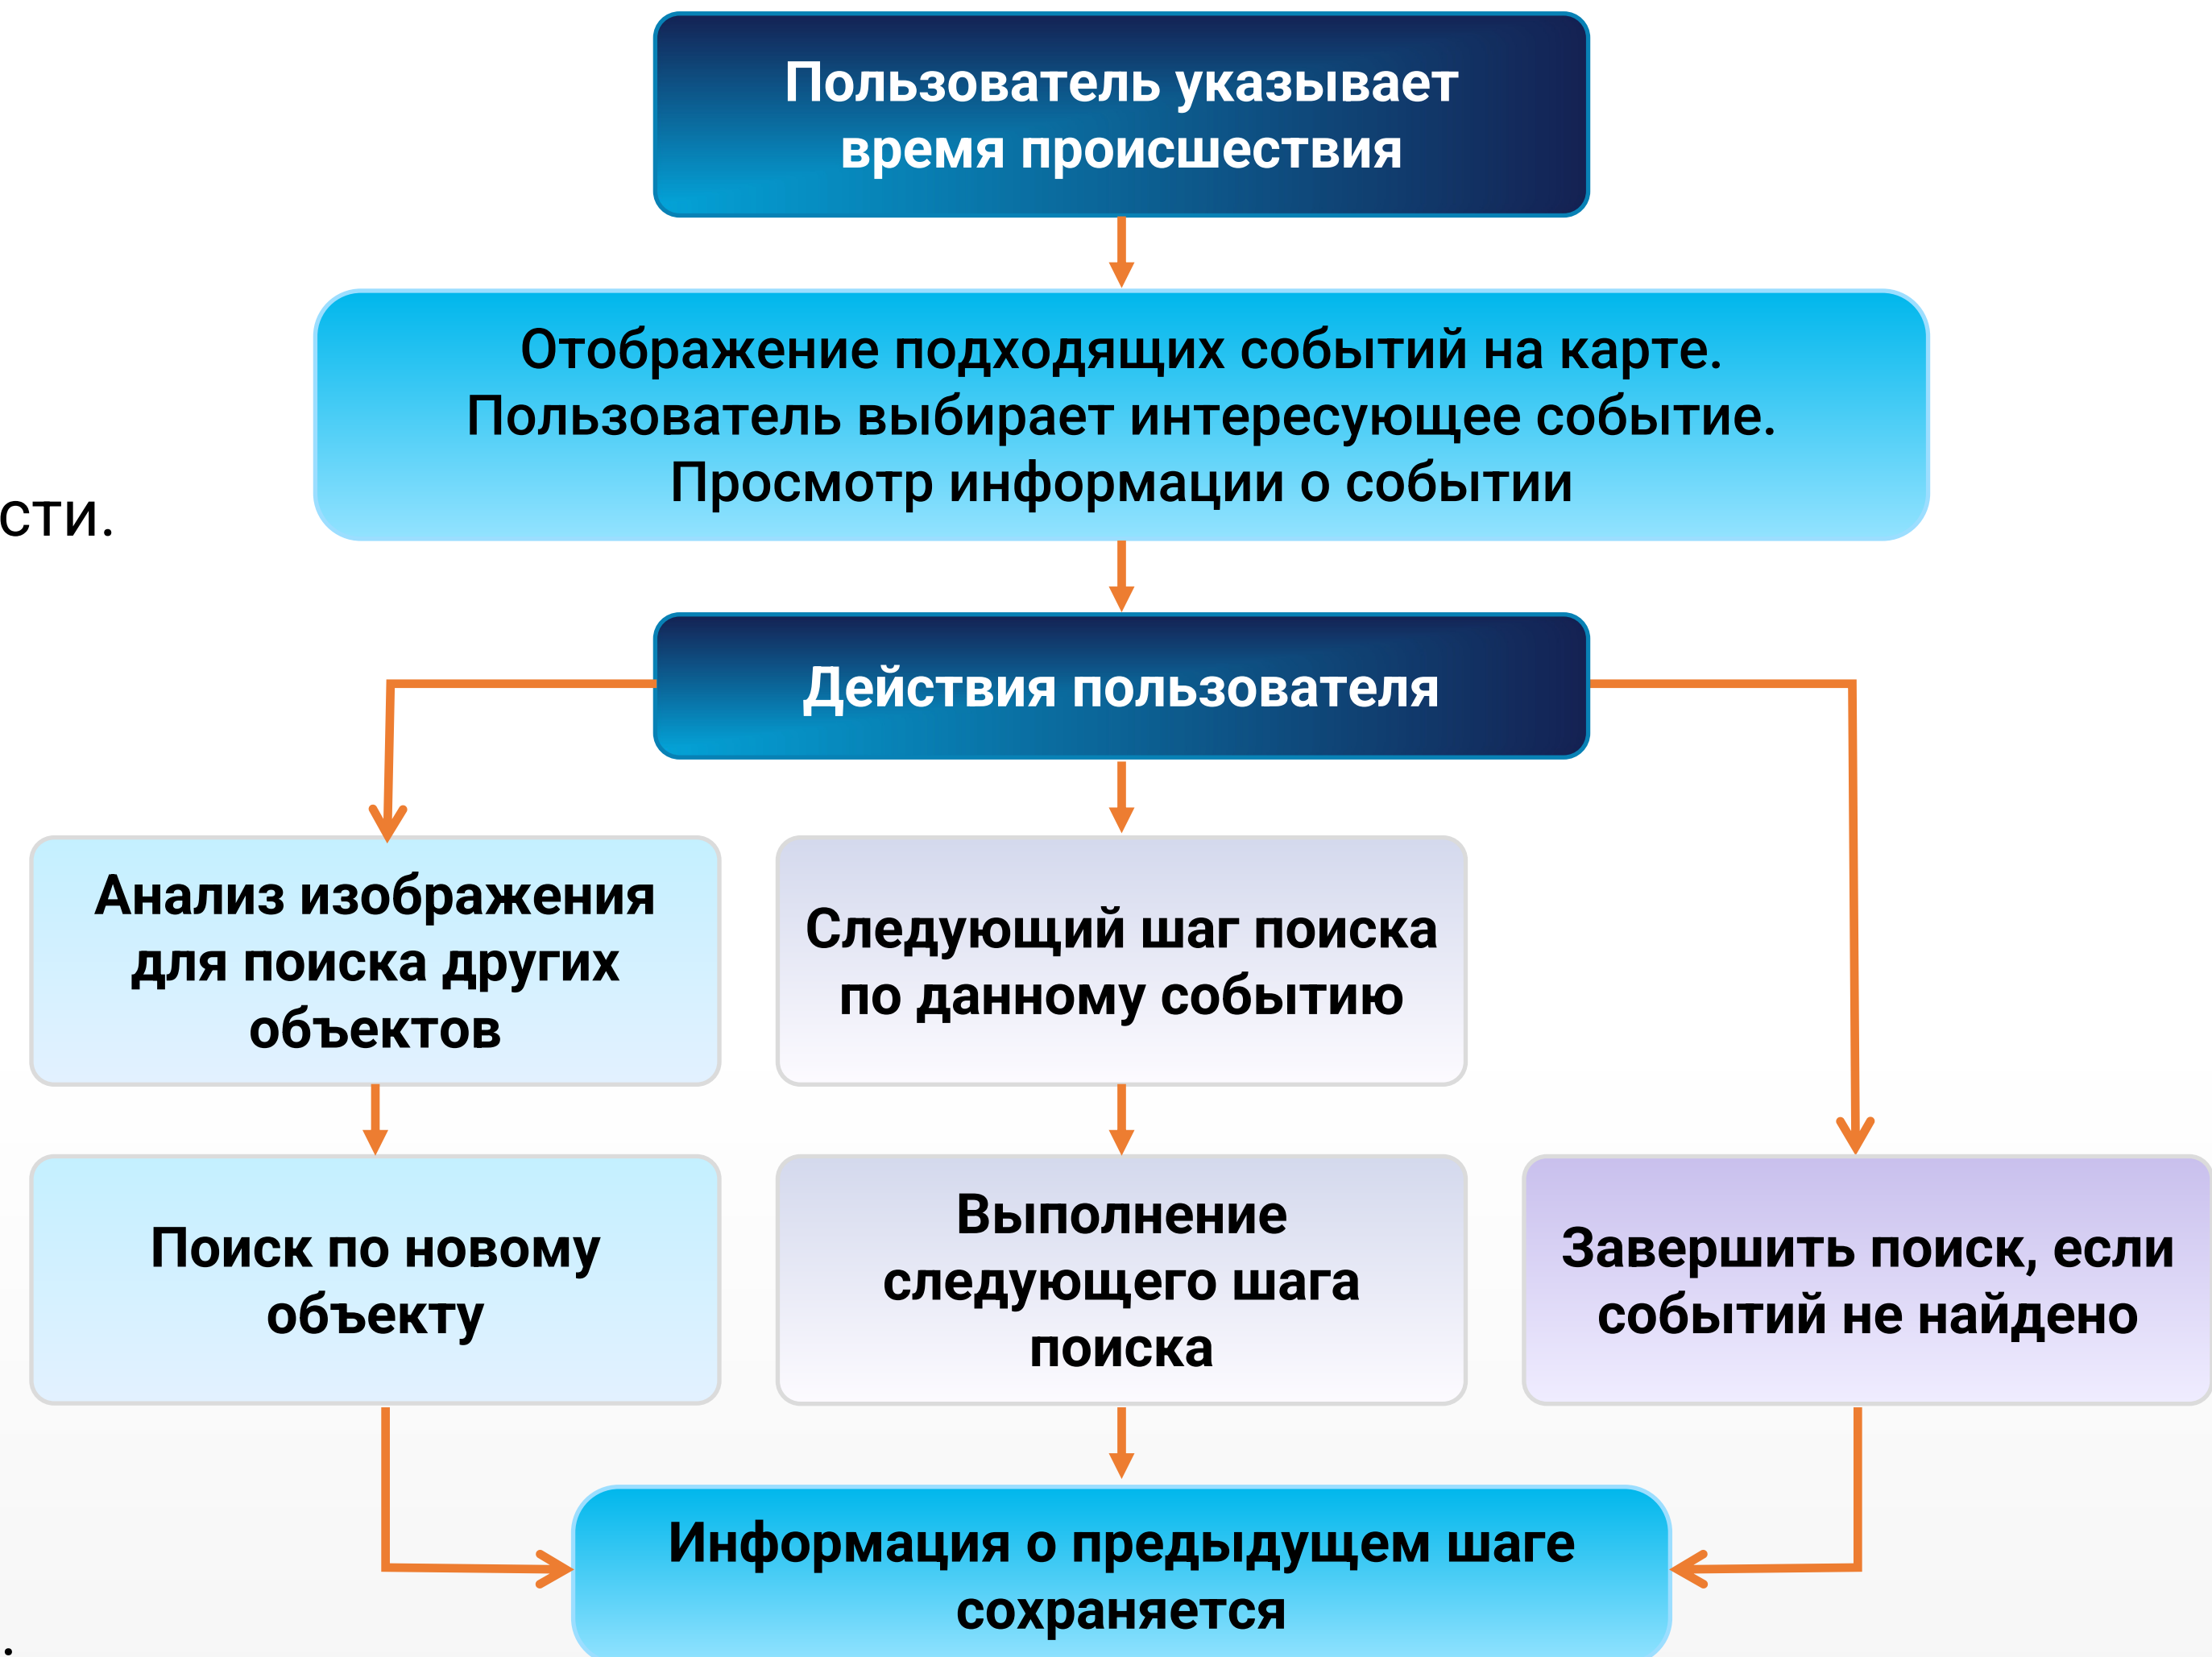 Пользователь указывает
время происшествия
Отображение подходящих событий на карте.
Пользователь выбирает интересующее событие.
Просмотр информации о событии
сти.
Действия пользователя
Анализ изображения
для поиска других
объектов
Следующий шаг поиска
по данному событию
Поиск по новому
объекту
Выполнение
следующего шага
поиска
Завершить поиск, если
событий не найдено
Информация о предыдущем шаге
сохраняется
.